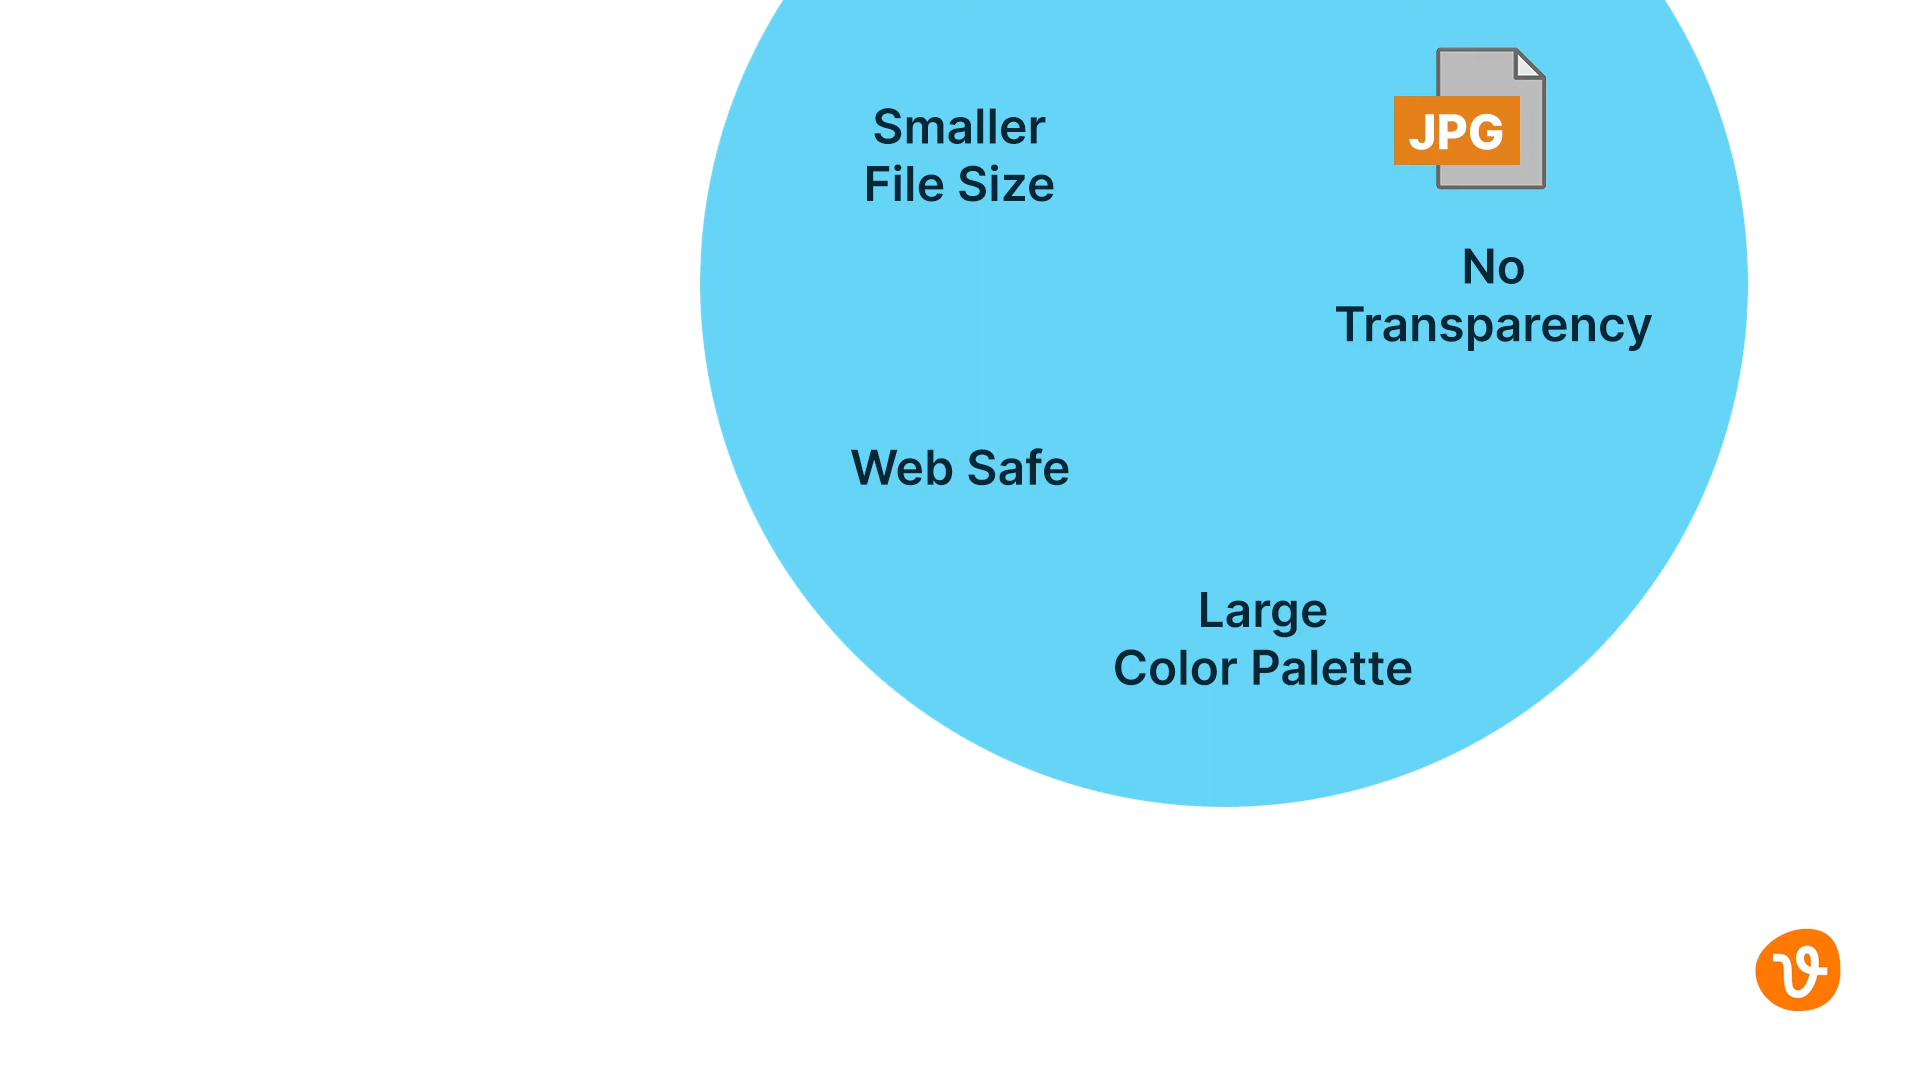 Smaller
File Size
JPG
No
Transparency
Web Safe
Large
Color Palette